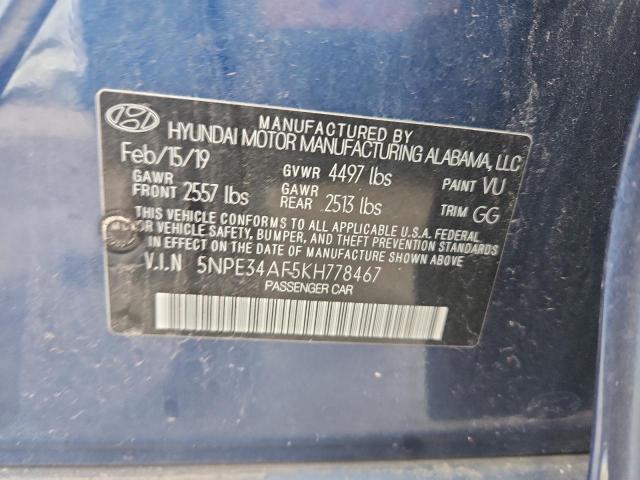 MANUFACTURED BY
HYUNDAI MOTOR MANUFACTURING ALABAMA, LLC
Feb/15/19 GVWR 4497 lbs PAINT VU
GAWR FRONT 2557 lbs GAWR REAR 2513 lbs TRIM GG
THIS VEHICLE CONFORMS TO ALL APPLICABLE U.S.A. FEDERAL
MOTOR VEHICLE SAFETY, BUMPER, AND THEFT PREVENTION STANDARDS
IN EFFECT ON THE DATE OF MANUFACTURE SHOWN ABOVE.
V.I.N 5NPE34AF5KH778467
PASSENGER CAR